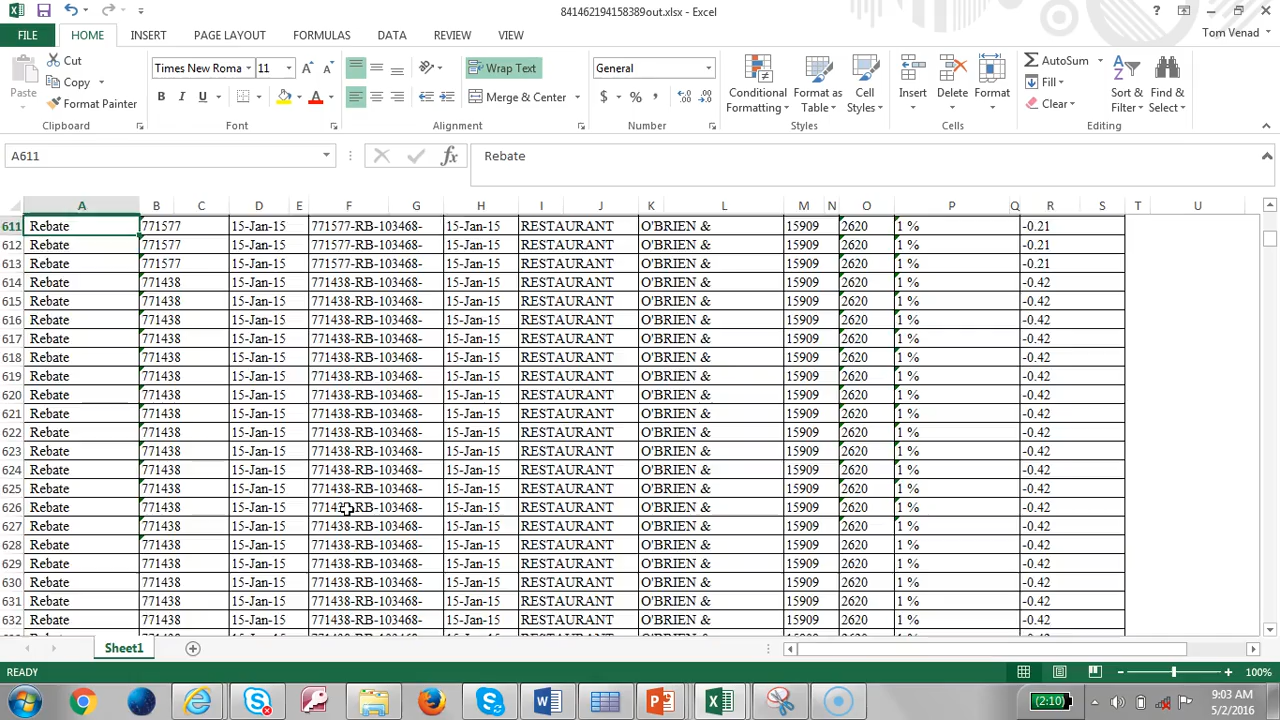 841462194158389out.xlsx - Excel
FILE HOME INSERT PAGE LAYOUT FORMULAS DATA REVIEW VIEW Tom Venad
Cut Times New Roma 11 Wrap Text General AutoSum
Copy Fill
Paste Format Painter Merge & Center Conditional Formatting Format as Table Cell Styles Insert Delete Format Clear Sort & Filter Find & Select
Clipboard Font Alignment Number Styles Cells Editing
A611 Rebate
A B C D E F G H I J K L M N O P Q R S T U
611 Rebate 771577 15-Jan-15 771577-RB-103468- 15-Jan-15 RESTAURANT O'BRIEN & 15909 2620 1 % -0.21
612 Rebate 771577 15-Jan-15 771577-RB-103468- 15-Jan-15 RESTAURANT O'BRIEN & 15909 2620 1 % -0.21
613 Rebate 771577 15-Jan-15 771577-RB-103468- 15-Jan-15 RESTAURANT O'BRIEN & 15909 2620 1 % -0.21
614 Rebate 771438 15-Jan-15 771438-RB-103468- 15-Jan-15 RESTAURANT O'BRIEN & 15909 2620 1 % -0.42
615 Rebate 771438 15-Jan-15 771438-RB-103468- 15-Jan-15 RESTAURANT O'BRIEN & 15909 2620 1 % -0.42
616 Rebate 771438 15-Jan-15 771438-RB-103468- 15-Jan-15 RESTAURANT O'BRIEN & 15909 2620 1 % -0.42
617 Rebate 771438 15-Jan-15 771438-RB-103468- 15-Jan-15 RESTAURANT O'BRIEN & 15909 2620 1 % -0.42
618 Rebate 771438 15-Jan-15 771438-RB-103468- 15-Jan-15 RESTAURANT O'BRIEN & 15909 2620 1 % -0.42
619 Rebate 771438 15-Jan-15 771438-RB-103468- 15-Jan-15 RESTAURANT O'BRIEN & 15909 2620 1 % -0.42
620 Rebate 771438 15-Jan-15 771438-RB-103468- 15-Jan-15 RESTAURANT O'BRIEN & 15909 2620 1 % -0.42
621 Rebate 771438 15-Jan-15 771438-RB-103468- 15-Jan-15 RESTAURANT O'BRIEN & 15909 2620 1 % -0.42
622 Rebate 771438 15-Jan-15 771438-RB-103468- 15-Jan-15 RESTAURANT O'BRIEN & 15909 2620 1 % -0.42
623 Rebate 771438 15-Jan-15 771438-RB-103468- 15-Jan-15 RESTAURANT O'BRIEN & 15909 2620 1 % -0.42
624 Rebate 771438 15-Jan-15 771438-RB-103468- 15-Jan-15 RESTAURANT O'BRIEN & 15909 2620 1 % -0.42
625 Rebate 771438 15-Jan-15 771438-RB-103468- 15-Jan-15 RESTAURANT O'BRIEN & 15909 2620 1 % -0.42
626 Rebate 771438 15-Jan-15 771438-RB-103468- 15-Jan-15 RESTAURANT O'BRIEN & 15909 2620 1 % -0.42
627 Rebate 771438 15-Jan-15 771438-RB-103468- 15-Jan-15 RESTAURANT O'BRIEN & 15909 2620 1 % -0.42
628 Rebate 771438 15-Jan-15 771438-RB-103468- 15-Jan-15 RESTAURANT O'BRIEN & 15909 2620 1 % -0.42
629 Rebate 771438 15-Jan-15 771438-RB-103468- 15-Jan-15 RESTAURANT O'BRIEN & 15909 2620 1 % -0.42
630 Rebate 771438 15-Jan-15 771438-RB-103468- 15-Jan-15 RESTAURANT O'BRIEN & 15909 2620 1 % -0.42
631 Rebate 771438 15-Jan-15 771438-RB-103468- 15-Jan-15 RESTAURANT O'BRIEN & 15909 2620 1 % -0.42
632 Rebate 771438 15-Jan-15 771438-RB-103468- 15-Jan-15 RESTAURANT O'BRIEN & 15909 2620 1 % -0.42
Sheet1
READY 100%
(2:10) 9:03 AM
5/2/2016